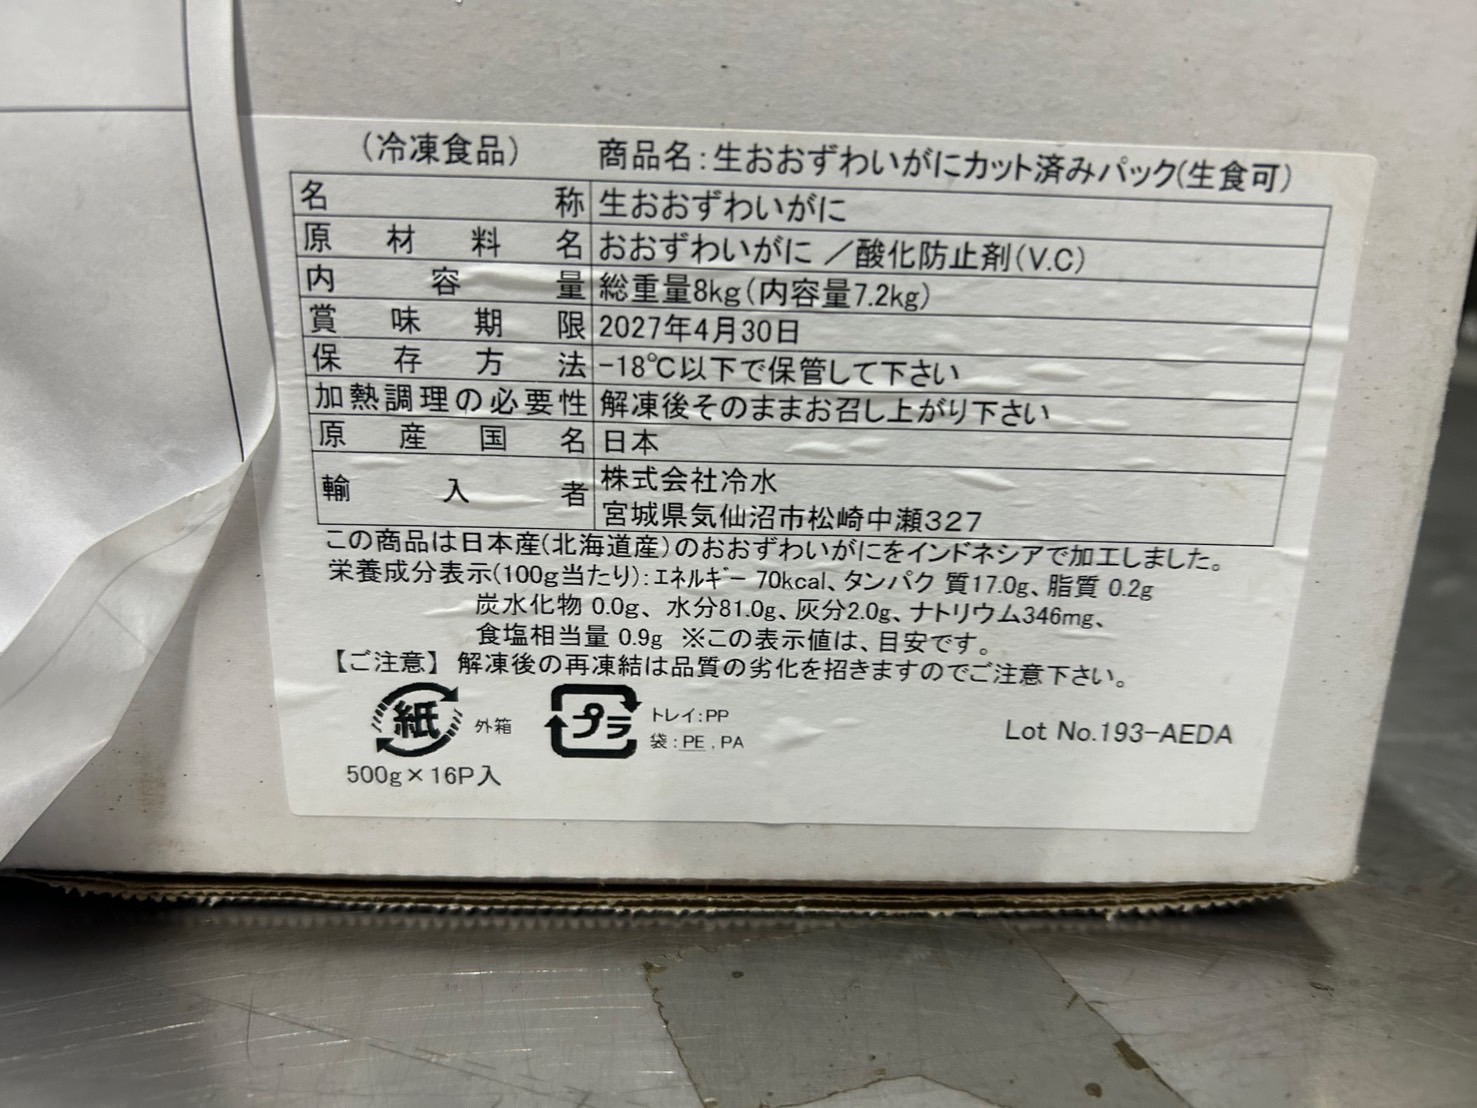 (冷凍食品) 商品名:生おおずわいがにカット済みパック(生食可)
名称 生おおずわいがに
原材料名 おおずわいがに ／酸化防止剤(V.C)
内容量 総重量8kg(内容量7.2kg)
賞味期限 2027年4月30日
保存方法 -18℃以下で保管して下さい
加熱調理の必要性 解凍後そのままお召し上がり下さい
原産国名 日本
輸入者 株式会社冷水
宮城県気仙沼市松崎中瀬327
この商品は日本産(北海道産)のおおずわいがにをインドネシアで加工しました。
栄養成分表示(100g当たり):エネルギー 70kcal、タンパク 質17.0g、脂質 0.2g
炭水化物 0.0g、水分81.0g、灰分2.0g、ナトリウム346mg、
食塩相当量 0.9g ※この表示値は、目安です。
【ご注意】 解凍後の再凍結は品質の劣化を招きますのでご注意下さい。
紙 外箱 プラ トレイ:PP
袋:PE,PA
Lot No.193-AEDA
500g×16P入